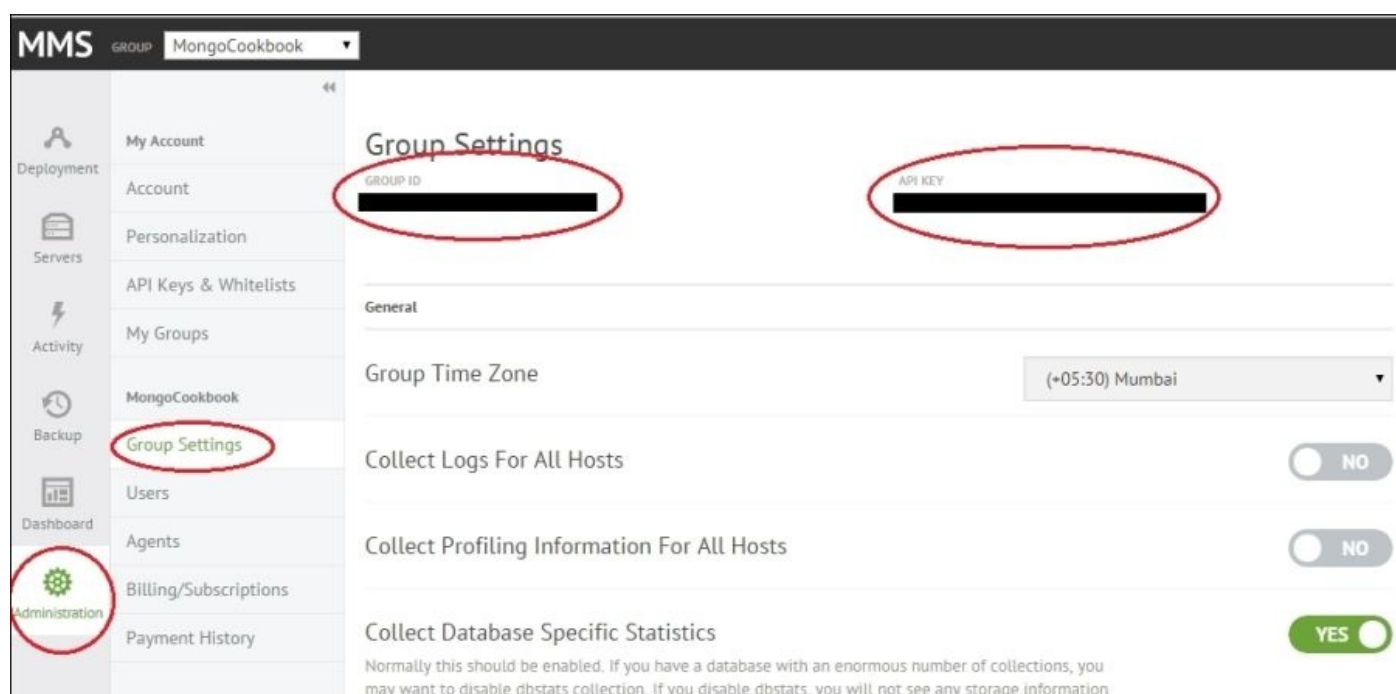 MMS GROUP MongoCookbook
Deployment
Servers
Activity
Backup
Dashboard
Administration
My Account
Account
Personalization
API Keys & Whitelists
My Groups
MongoCookbook
Group Settings
Users
Agents
Billing/Subscriptions
Payment History
Group Settings
GROUP ID
API KEY
General
Group Time Zone
(+05:30) Mumbai
Collect Logs For All Hosts
NO
Collect Profiling Information For All Hosts
NO
Collect Database Specific Statistics
YES
Normally this should be enabled. If you have a database with an enormous number of collections, you
may want to disable dbstats collection. If you disable dbstats, you will not see any storage information